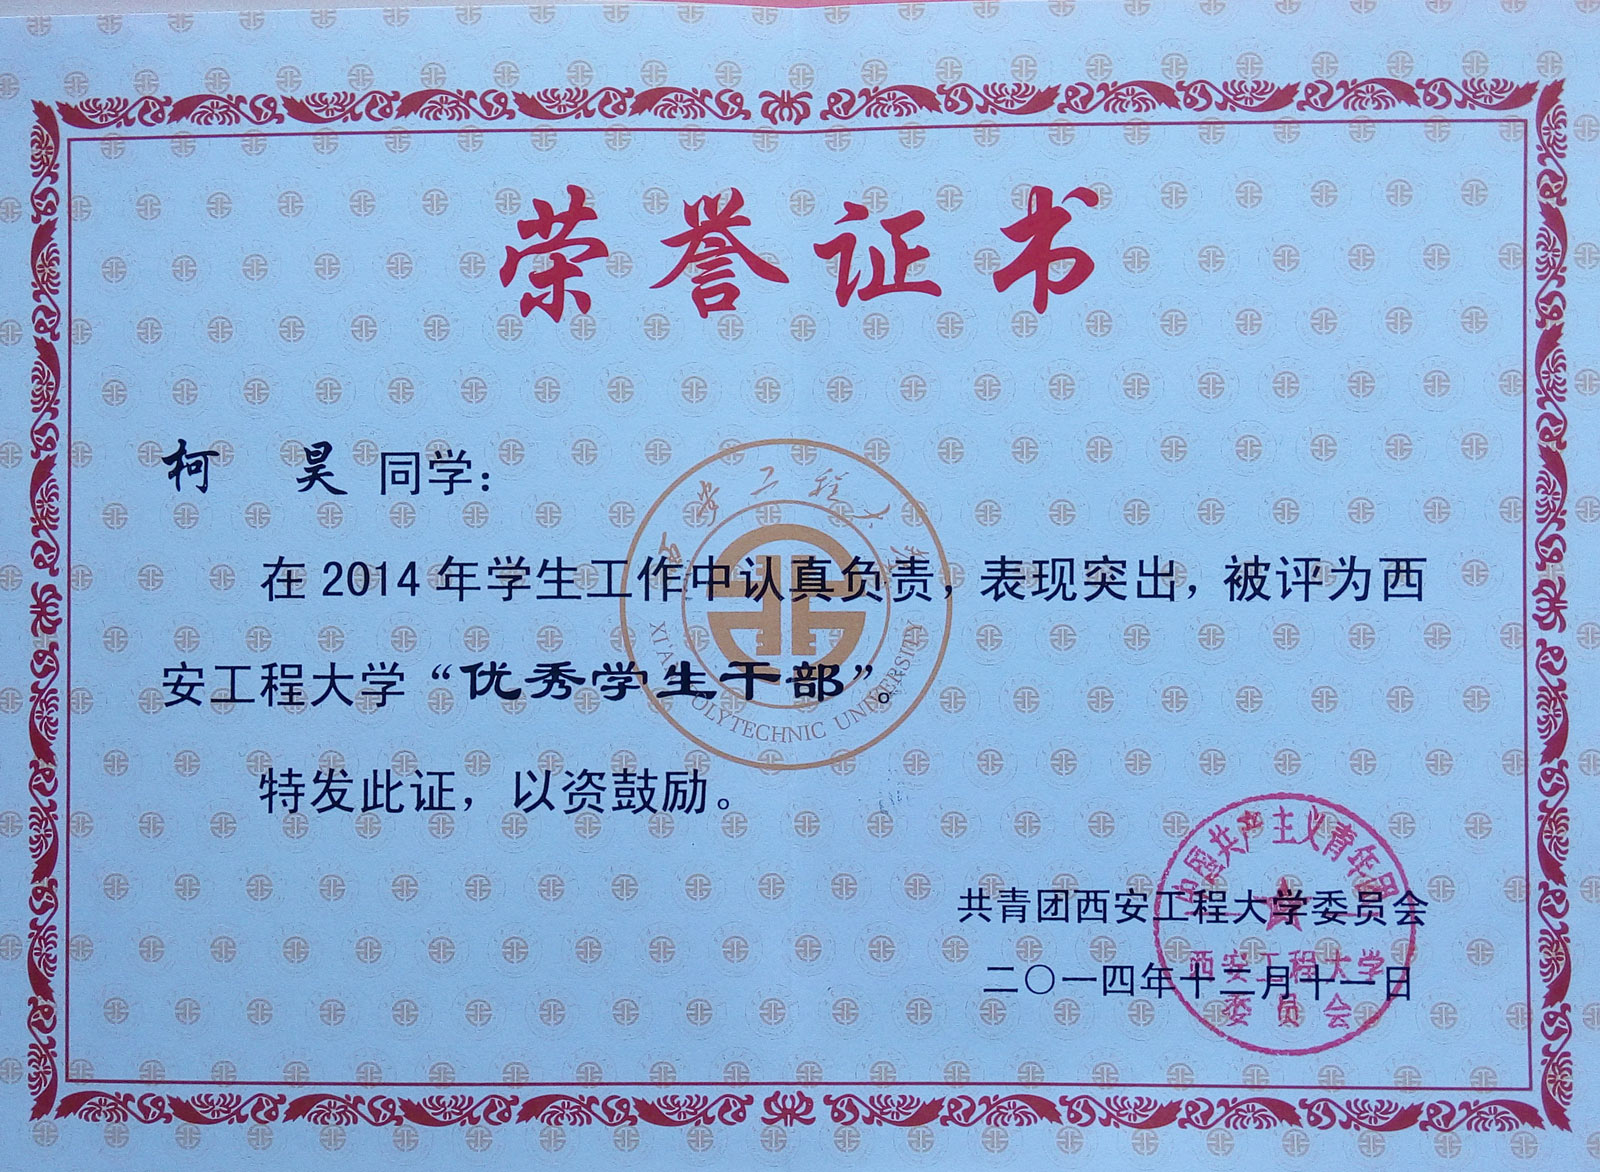 荣誉证书
柯 昊 同学：
西安工程大学
在2014年学生工作中认真负责，表现突出，被评为西
安工程大学“优秀学生干部”。
XI'AN POLYTECHNIC UNIVERSITY
特发此证，以资鼓励。
中国共产主义青年团
共青团西安工程大学委员会
西安工程大学
二〇一四年十二月十一日
委员会